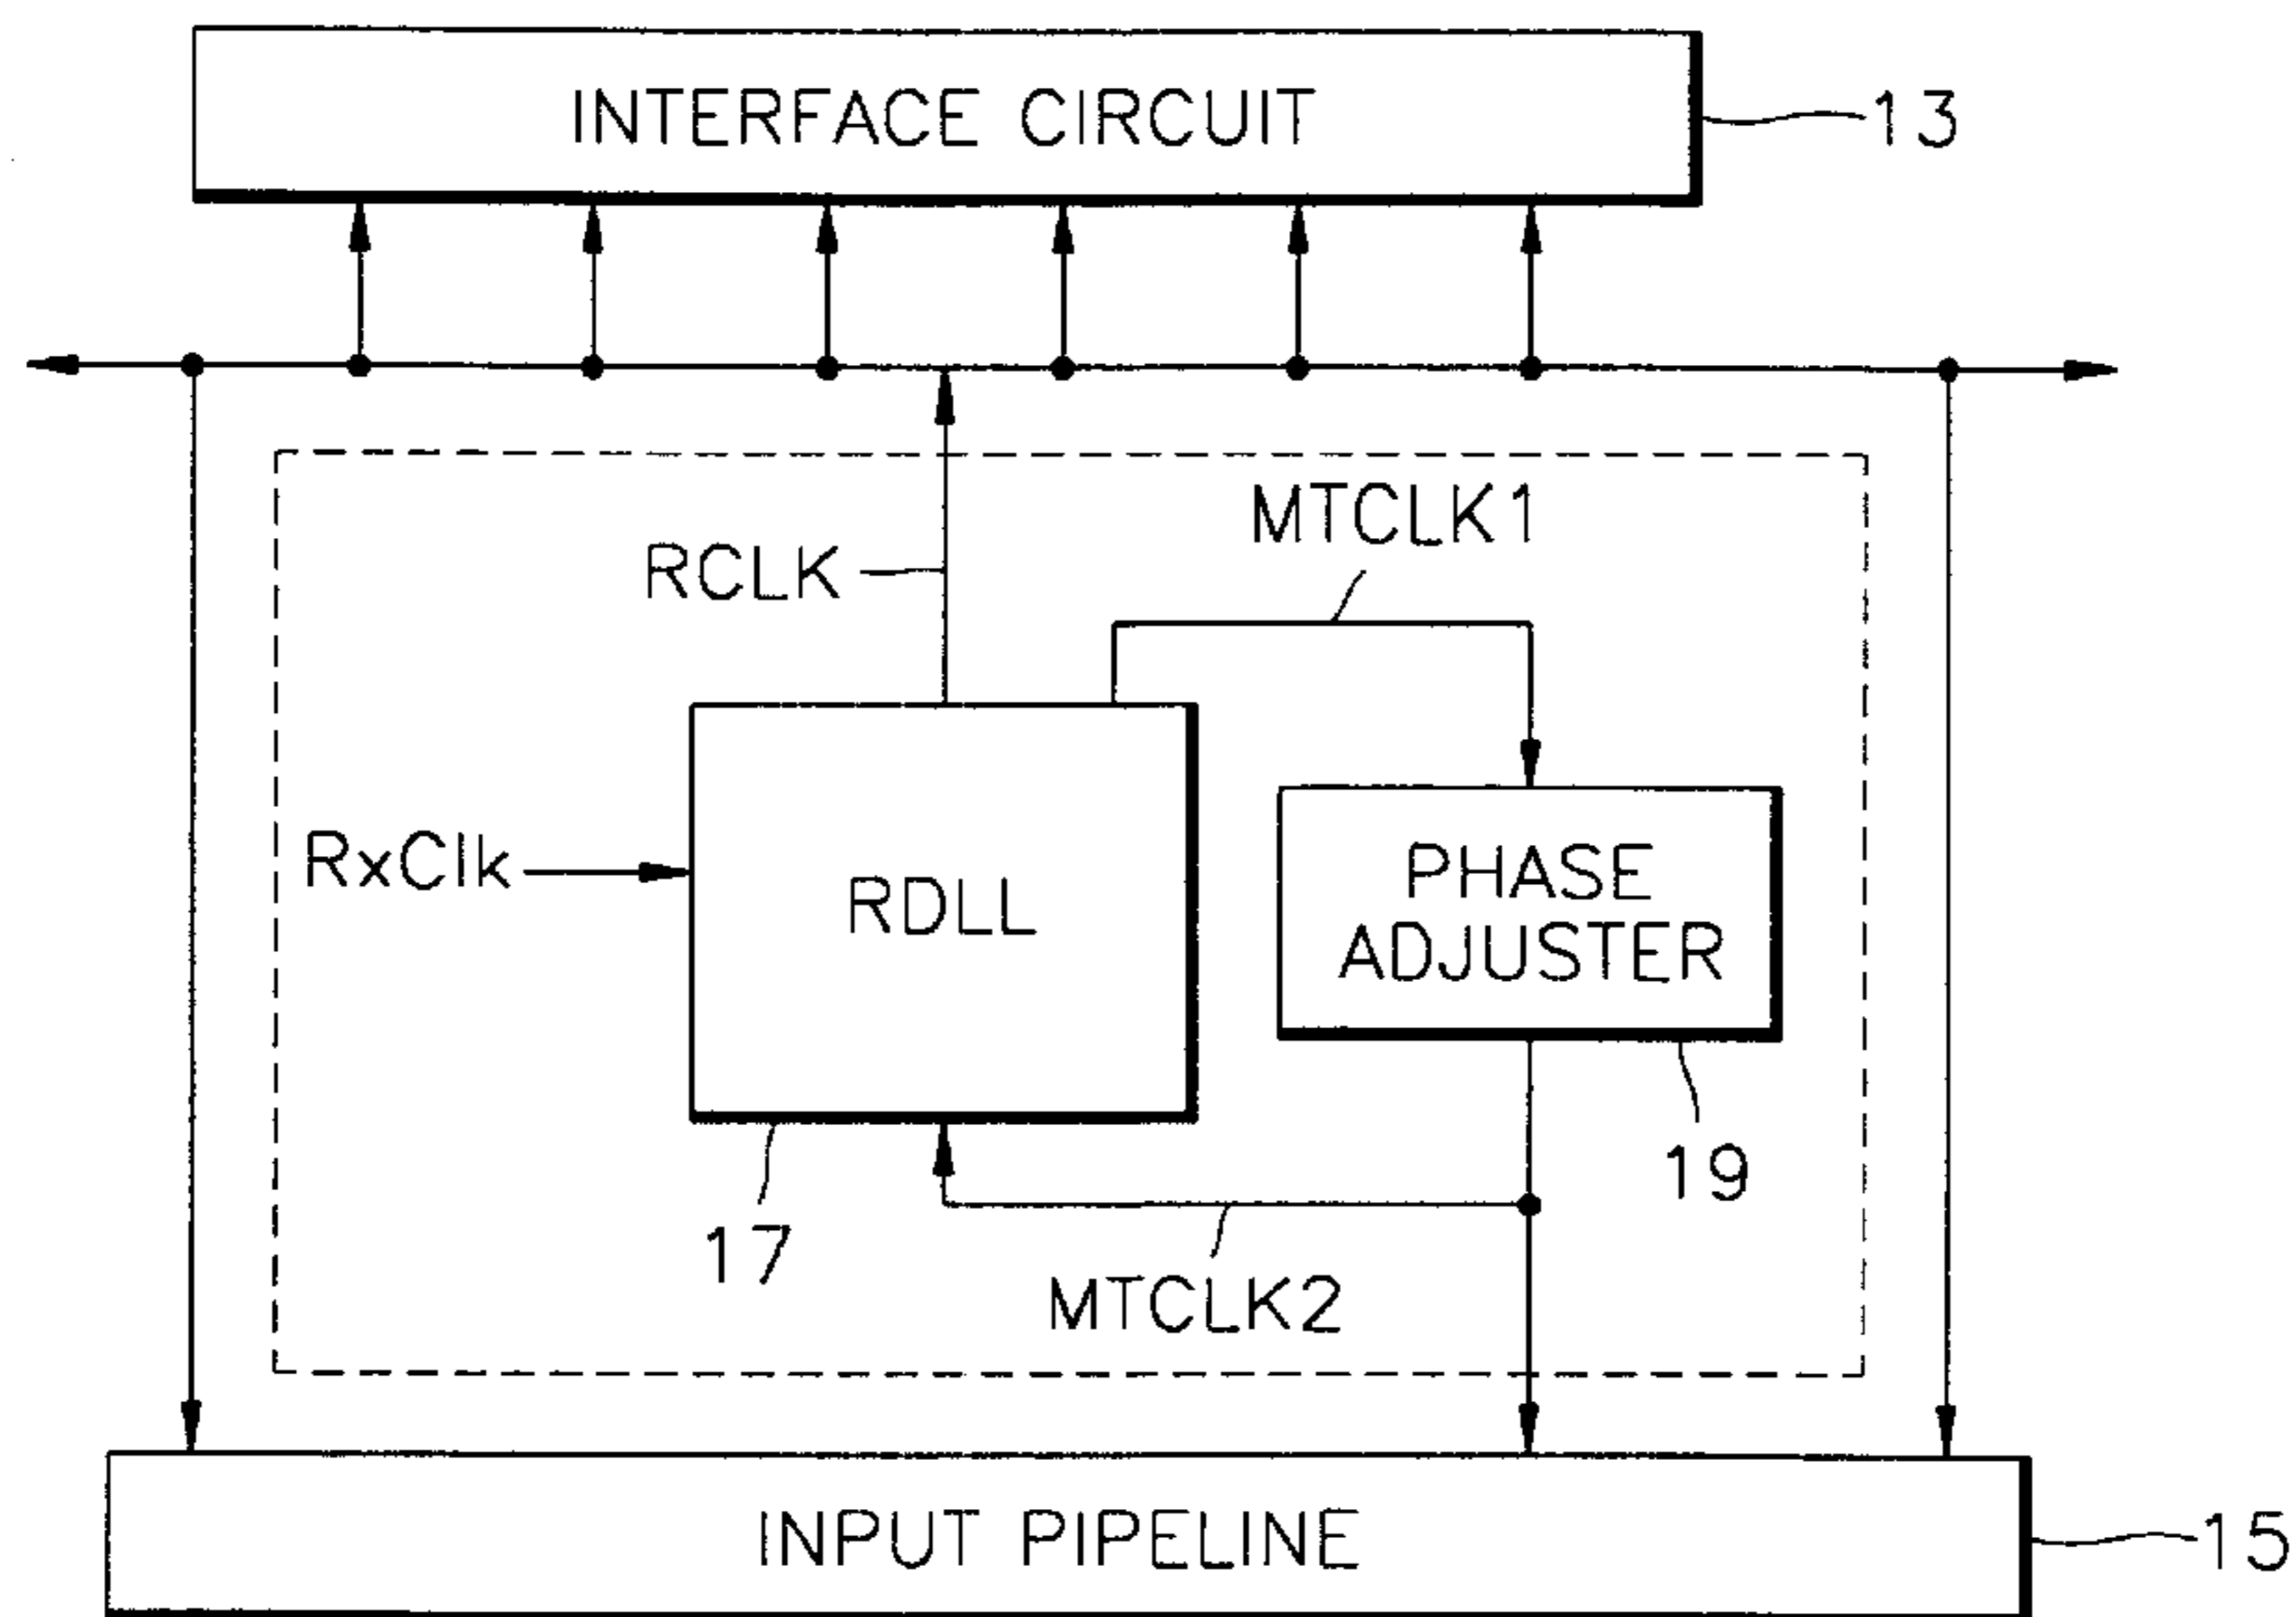 INTERFACE CIRCUIT
13
MTCLK1
RCLK
RxClk
RDLL
PHASE
ADJUSTER
19
17
MTCLK2
INPUT PIPELINE
15